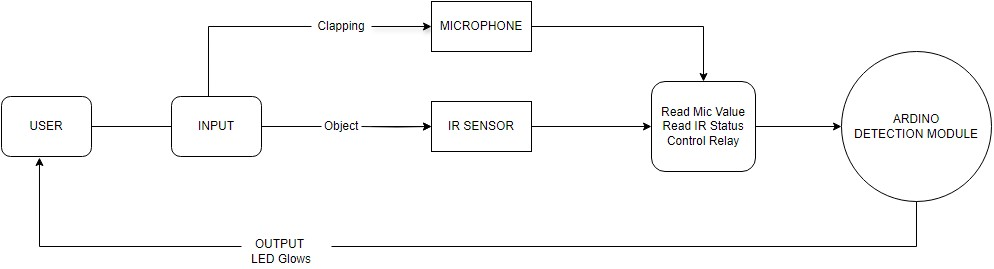 Clapping
MICROPHONE
USER
INPUT
Object
IR SENSOR
Read Mic Value
Read IR Status
Control Relay
ARDINO
DETECTION MODULE
OUTPUT
LED Glows